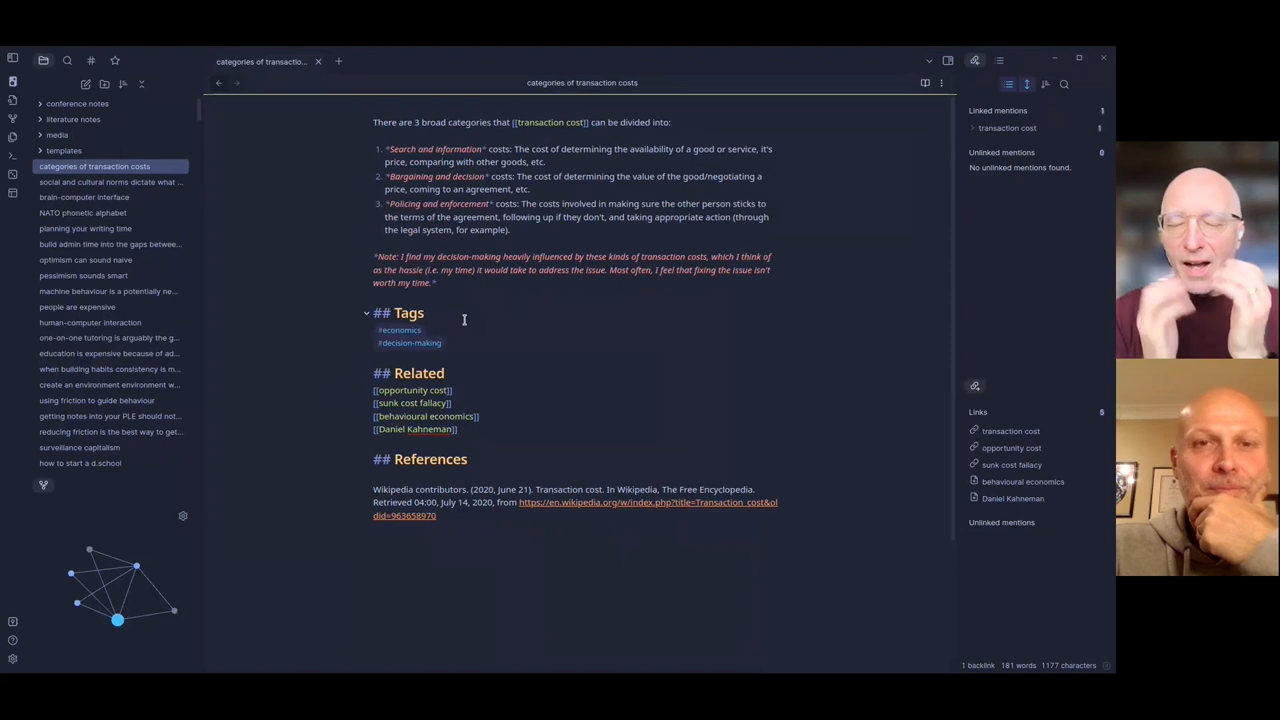 categories of transactio...
categories of transaction costs
conference notes
literature notes
media
templates
categories of transaction costs
social and cultural norms dictate what ...
brain-computer interface
NATO phonetic alphabet
planning your writing time
build admin time into the gaps betwee...
optimism can sound naive
pessimism sounds smart
machine behaviour is a potentially ne...
people are expensive
human-computer interaction
one-on-one tutoring is arguably the g...
education is expensive because of ad...
when building habits consistency is m...
create an environment environment w...
using friction to guide behaviour
getting notes into your PLE should not...
reducing friction is the best way to get...
surveillance capitalism
how to start a d.school
There are 3 broad categories that [[transaction cost]] can be divided into:
1. *Search and information* costs: The cost of determining the availability of a good or service, it's
price, comparing with other goods, etc.
2. *Bargaining and decision* costs: The cost of determining the value of the good/negotiating a
price, coming to an agreement, etc.
3. *Policing and enforcement* costs: The costs involved in making sure the other person sticks to
the terms of the agreement, following up if they don't, and taking appropriate action (through
the legal system, for example).
*Note: I find my decision-making heavily influenced by these kinds of transaction costs, which I think of
as the hassle (i.e. my time) it would take to address the issue. Most often, I feel that fixing the issue isn't
worth my time.*
## Tags
#economics
#decision-making
## Related
[[opportunity cost]]
[[sunk cost fallacy]]
[[behavioural economics]]
[[Daniel Kahneman]]
## References
Wikipedia contributors. (2020, June 21). Transaction cost. In Wikipedia, The Free Encyclopedia.
Retrieved 04:00, July 14, 2020, from https://en.wikipedia.org/w/index.php?title=Transaction_cost&ol
did=963658970
Linked mentions 1
transaction cost 1
Unlinked mentions 0
No unlinked mentions found.
Links 5
transaction cost
opportunity cost
sunk cost fallacy
behavioural economics
Daniel Kahneman
Unlinked mentions
1 backlink 181 words 1177 characters